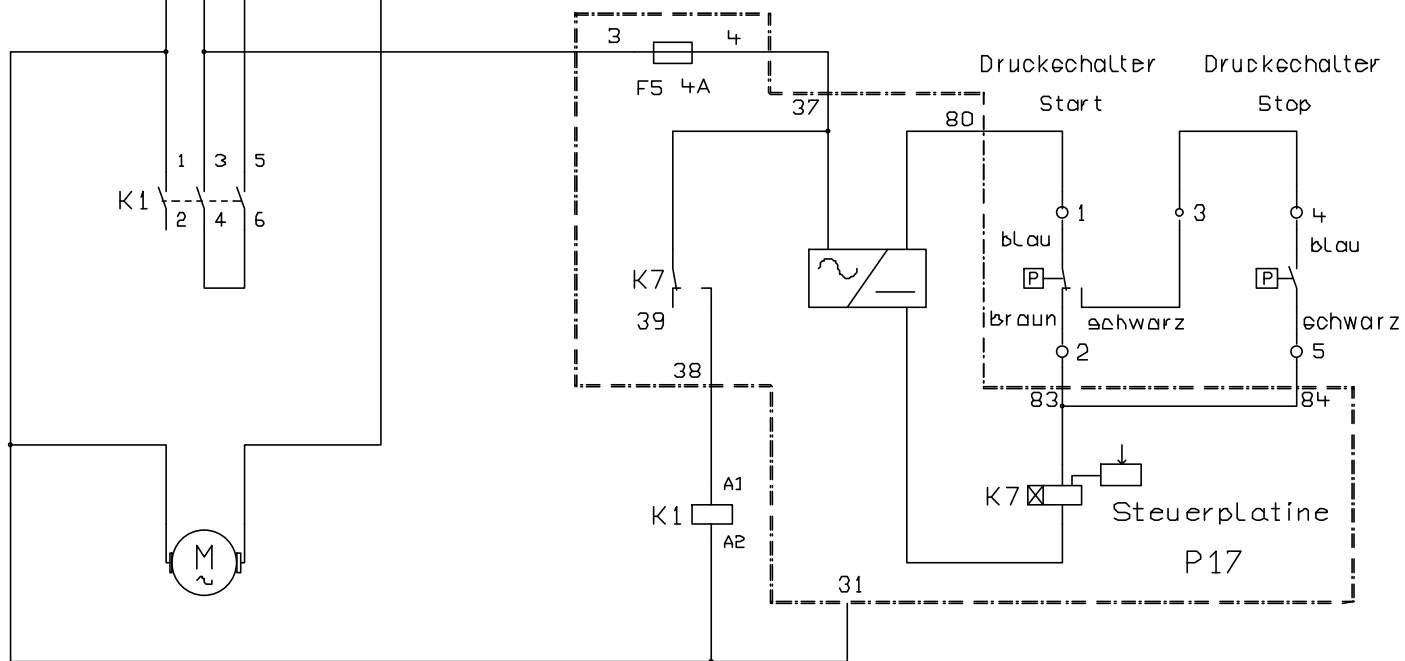 3
4
F5 4A
Druckschalter
Start
Druckschalter
Stop
37
80
1 3 5
K1
2 4 6
1
3
4
blau
blau
K7
P
P
39
braun
schwarz
schwarz
2
5
38
83
84
A1
K1
A2
K7
Steuerplatine
P17
M
31